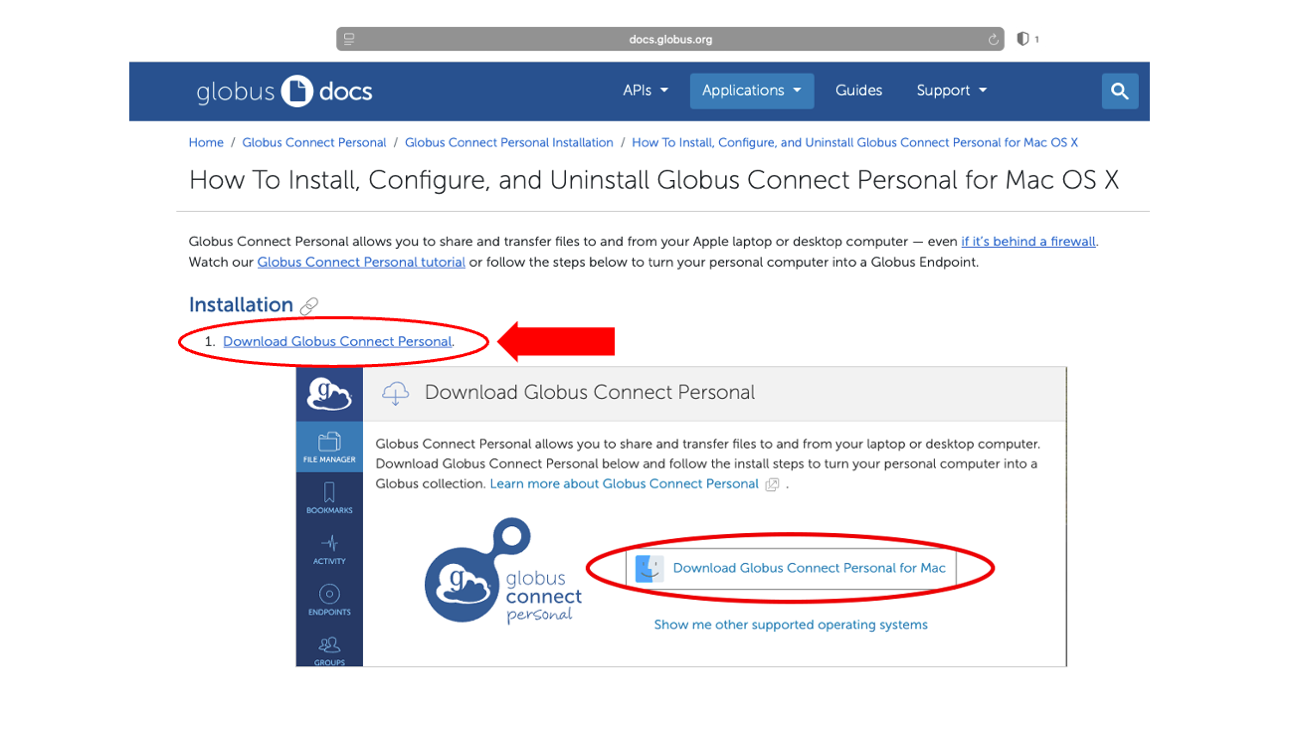 docs.globus.org
1
globus docs
APIs Applications Guides Support
Home / Globus Connect Personal / Globus Connect Personal Installation / How To Install, Configure, and Uninstall Globus Connect Personal for Mac OS X
How To Install, Configure, and Uninstall Globus Connect Personal for Mac OS X
Globus Connect Personal allows you to share and transfer files to and from your Apple laptop or desktop computer — even if it's behind a firewall.
Watch our Globus Connect Personal tutorial or follow the steps below to turn your personal computer into a Globus Endpoint.
Installation
1. Download Globus Connect Personal.
g
Download Globus Connect Personal
FILE MANAGER
BOOKMARKS
ACTIVITY
ENDPOINTS
GROUPS
Globus Connect Personal allows you to share and transfer files to and from your laptop or desktop computer.
Download Globus Connect Personal below and follow the install steps to turn your personal computer into a
Globus collection. Learn more about Globus Connect Personal .
g
globus
connect
personal
Download Globus Connect Personal for Mac
Show me other supported operating systems